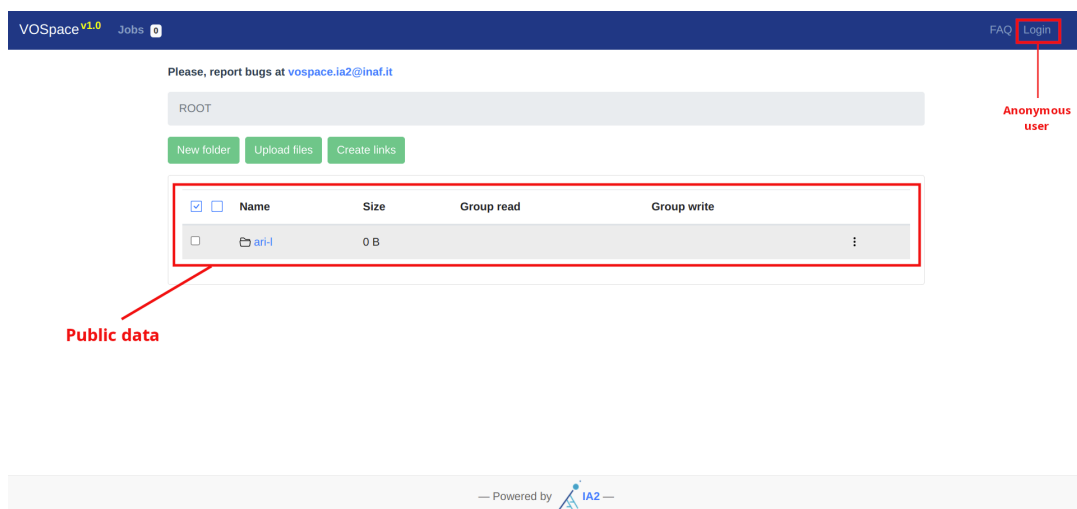 VOSpace v1.0 Jobs 0 FAQ Login
Please, report bugs at vospace.ia2@inaf.it
Anonymous
user
ROOT
New folder Upload files Create links
Name Size Group read Group write
ari-l 0 B
Public data
— Powered by IA2 —